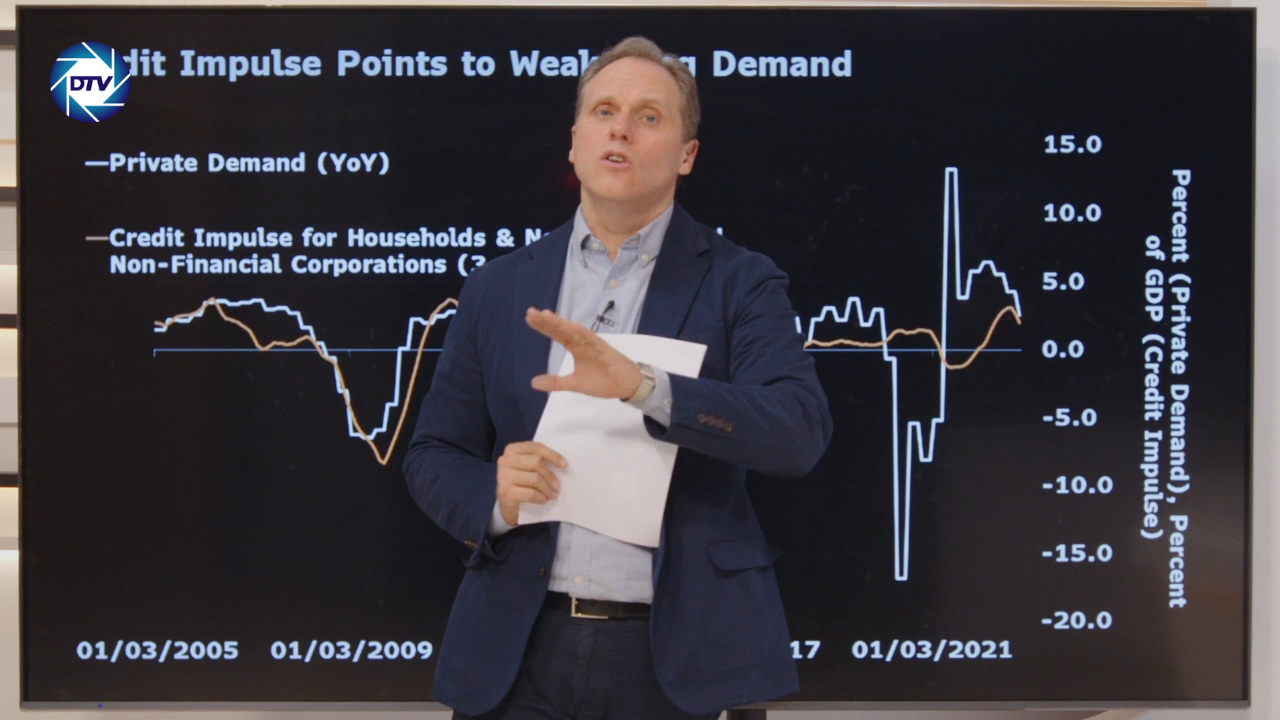 DTV
dit Impulse Points to Weak g Demand
Private Demand (YoY)
Credit Impulse for Households &
Non-Financial Corporations (3
15.0
10.0
5.0
0.0
-5.0
-10.0
-15.0
-20.0
Percent (Private Demand), Percent
of GDP (Credit Impulse)
01/03/2005 01/03/2009 17 01/03/2021